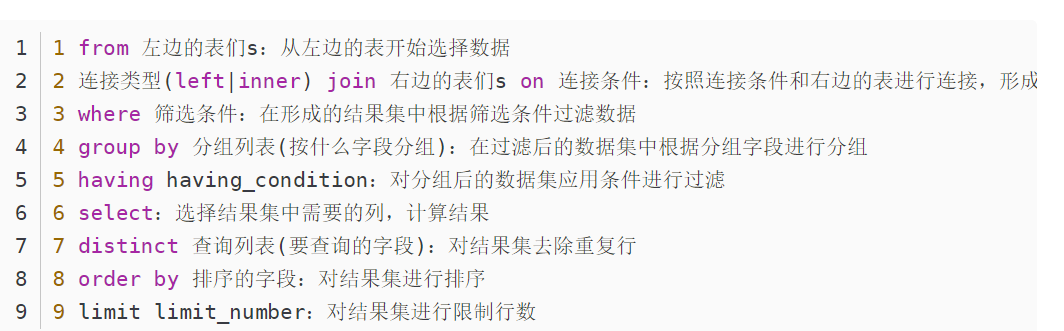 1 1 from 左边的表们s：从左边的表开始选择数据
2 2 连接类型(left|inner) join 右边的表们s on 连接条件：按照连接条件和右边的表进行连接，形成
3 3 where 筛选条件：在形成的结果集中根据筛选条件过滤数据
4 4 group by 分组列表(按什么字段分组)：在过滤后的数据集中根据分组字段进行分组
5 5 having having_condition：对分组后的数据集应用条件进行过滤
6 6 select：选择结果集中需要的列，计算结果
7 7 distinct 查询列表(要查询的字段)：对结果集去除重复行
8 8 order by 排序的字段：对结果集进行排序
9 9 limit limit_number：对结果集进行限制行数